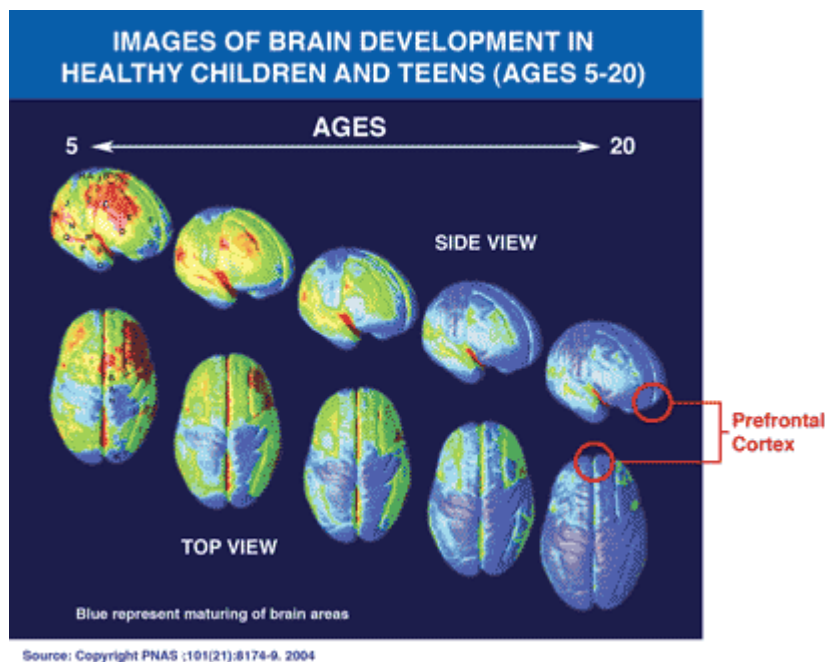 IMAGES OF BRAIN DEVELOPMENT IN
HEALTHY CHILDREN AND TEENS (AGES 5-20)
AGES
5
20
SIDE VIEW
Prefrontal
Cortex
TOP VIEW
Blue represent maturing of brain areas
Source: Copyright PNAS ;101(21):8174-9. 2004